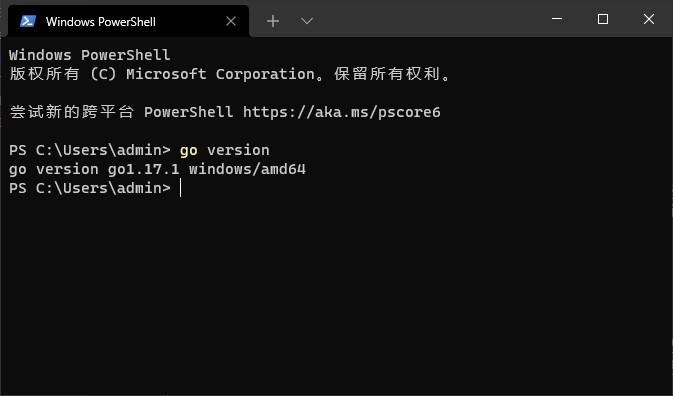 Windows PowerShell
Windows PowerShell
版权所有 (C) Microsoft Corporation。保留所有权利。
尝试新的跨平台 PowerShell https://aka.ms/pscore6
PS C:\Users\admin> go version
go version go1.17.1 windows/amd64
PS C:\Users\admin>